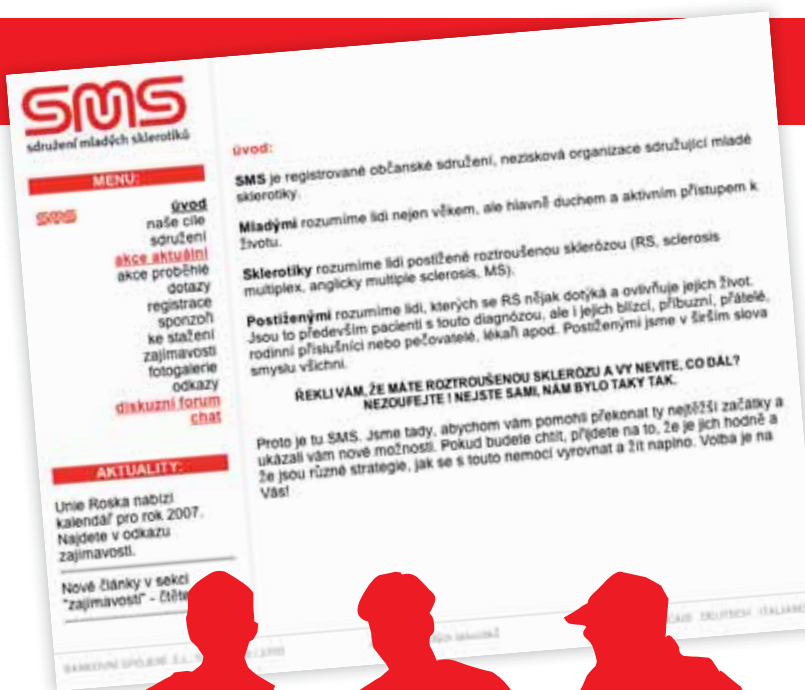 SMS
sdružení mladých sklerotiků
MENU:
SMS
úvod
naše cíle
sdružení
akce aktuální
akce proběhlé
dotazy
registrace
sponzoři
ke stažení
zajímavosti
fotogalerie
odkazy
diskuzní forum
chat
AKTUALITY:
Unie Roska nabízí
kalendář pro rok 2007.
Najdete v odkazu
zajímavosti.
Nové články v sekci
"zajímavosti" - čtěte
úvod:
SMS je registrované občanské sdružení, nezisková organizace sdružující mladé
sklerotiky.
Mladými rozumíme lidi nejen věkem, ale hlavně duchem a aktivním přístupem k
životu.
Sklerotiky rozumíme lidi postižené roztroušenou sklerózou (RS, sclerosis
multiplex, anglicky multiple sclerosis, MS).
Postiženými rozumíme lidi, kterých se RS nějak dotýká a ovlivňuje jejich život.
Jsou to především pacienti s touto diagnózou, ale i jejich blízcí, příbuzní, přátelé,
rodinní příslušníci nebo pečovatelé, lékaři apod. Postiženými jsme v širším slova
smyslu všichni.
ŘEKLI VÁM, ŽE MÁTE ROZTROUŠENOU SKLERÓZU A VY NEVÍTE, CO DÁL?
NEZOUFEJTE ! NEJSTE SAMI, NÁM BYLO TAKY TAK.
Proto je tu SMS. Jsme tady, abychom vám pomohli překonat ty nejtěžší začátky a
ukázali vám nové možnosti. Pokud budete chtít, přijdete na to, že je jich hodně a
že jsou různé strategie, jak se s touto nemocí vyrovnat a žít naplno. Volba je na
Vás!
BANKOVNÍ SPOJENÍ:
sklerotiků
DEUTSCH ITALIANO